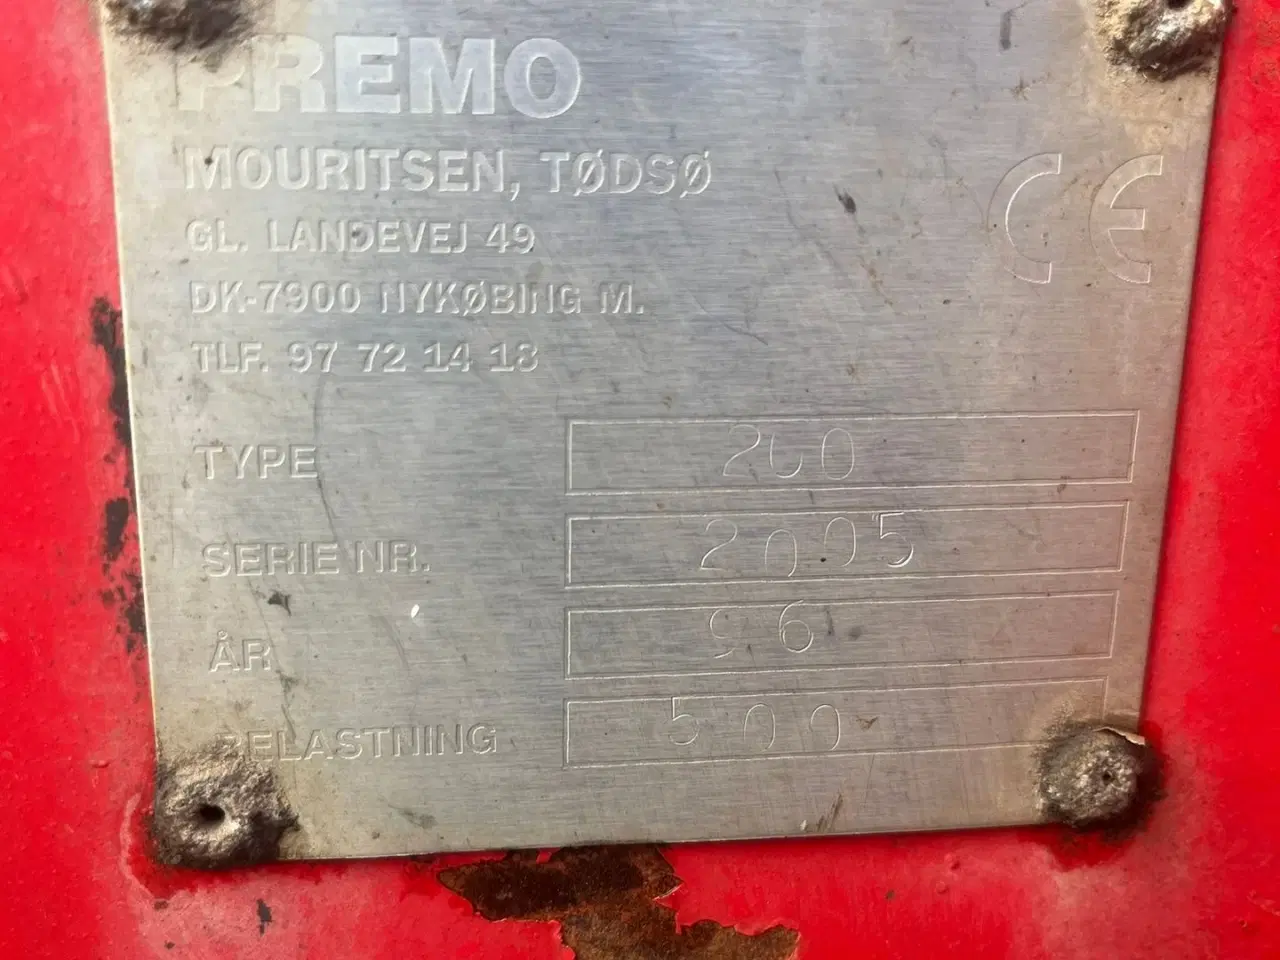 PREMO
MOURITSEN, TØDSØ
GL. LANDEVEJ 49
DK-7900 NYKØBING M.
TLF. 97 72 14 18
CE
TYPE 200
SERIE NR. 2005
ÅR 96
BELASTNING 500